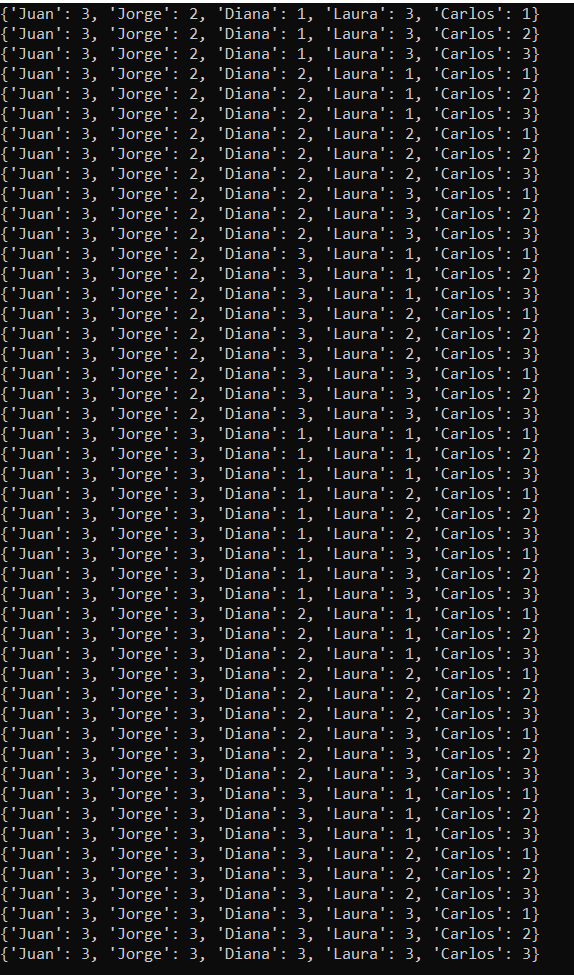 {'Juan': 3, 'Jorge': 2, 'Diana': 1, 'Laura': 3, 'Carlos': 1}
{'Juan': 3, 'Jorge': 2, 'Diana': 1, 'Laura': 3, 'Carlos': 2}
{'Juan': 3, 'Jorge': 2, 'Diana': 1, 'Laura': 3, 'Carlos': 3}
{'Juan': 3, 'Jorge': 2, 'Diana': 2, 'Laura': 1, 'Carlos': 1}
{'Juan': 3, 'Jorge': 2, 'Diana': 2, 'Laura': 1, 'Carlos': 2}
{'Juan': 3, 'Jorge': 2, 'Diana': 2, 'Laura': 1, 'Carlos': 3}
{'Juan': 3, 'Jorge': 2, 'Diana': 2, 'Laura': 2, 'Carlos': 1}
{'Juan': 3, 'Jorge': 2, 'Diana': 2, 'Laura': 2, 'Carlos': 2}
{'Juan': 3, 'Jorge': 2, 'Diana': 2, 'Laura': 2, 'Carlos': 3}
{'Juan': 3, 'Jorge': 2, 'Diana': 2, 'Laura': 3, 'Carlos': 1}
{'Juan': 3, 'Jorge': 2, 'Diana': 2, 'Laura': 3, 'Carlos': 2}
{'Juan': 3, 'Jorge': 2, 'Diana': 2, 'Laura': 3, 'Carlos': 3}
{'Juan': 3, 'Jorge': 2, 'Diana': 3, 'Laura': 1, 'Carlos': 1}
{'Juan': 3, 'Jorge': 2, 'Diana': 3, 'Laura': 1, 'Carlos': 2}
{'Juan': 3, 'Jorge': 2, 'Diana': 3, 'Laura': 1, 'Carlos': 3}
{'Juan': 3, 'Jorge': 2, 'Diana': 3, 'Laura': 2, 'Carlos': 1}
{'Juan': 3, 'Jorge': 2, 'Diana': 3, 'Laura': 2, 'Carlos': 2}
{'Juan': 3, 'Jorge': 2, 'Diana': 3, 'Laura': 2, 'Carlos': 3}
{'Juan': 3, 'Jorge': 2, 'Diana': 3, 'Laura': 3, 'Carlos': 1}
{'Juan': 3, 'Jorge': 2, 'Diana': 3, 'Laura': 3, 'Carlos': 2}
{'Juan': 3, 'Jorge': 2, 'Diana': 3, 'Laura': 3, 'Carlos': 3}
{'Juan': 3, 'Jorge': 3, 'Diana': 1, 'Laura': 1, 'Carlos': 1}
{'Juan': 3, 'Jorge': 3, 'Diana': 1, 'Laura': 1, 'Carlos': 2}
{'Juan': 3, 'Jorge': 3, 'Diana': 1, 'Laura': 1, 'Carlos': 3}
{'Juan': 3, 'Jorge': 3, 'Diana': 1, 'Laura': 2, 'Carlos': 1}
{'Juan': 3, 'Jorge': 3, 'Diana': 1, 'Laura': 2, 'Carlos': 2}
{'Juan': 3, 'Jorge': 3, 'Diana': 1, 'Laura': 2, 'Carlos': 3}
{'Juan': 3, 'Jorge': 3, 'Diana': 1, 'Laura': 3, 'Carlos': 1}
{'Juan': 3, 'Jorge': 3, 'Diana': 1, 'Laura': 3, 'Carlos': 2}
{'Juan': 3, 'Jorge': 3, 'Diana': 1, 'Laura': 3, 'Carlos': 3}
{'Juan': 3, 'Jorge': 3, 'Diana': 2, 'Laura': 1, 'Carlos': 1}
{'Juan': 3, 'Jorge': 3, 'Diana': 2, 'Laura': 1, 'Carlos': 2}
{'Juan': 3, 'Jorge': 3, 'Diana': 2, 'Laura': 1, 'Carlos': 3}
{'Juan': 3, 'Jorge': 3, 'Diana': 2, 'Laura': 2, 'Carlos': 1}
{'Juan': 3, 'Jorge': 3, 'Diana': 2, 'Laura': 2, 'Carlos': 2}
{'Juan': 3, 'Jorge': 3, 'Diana': 2, 'Laura': 2, 'Carlos': 3}
{'Juan': 3, 'Jorge': 3, 'Diana': 2, 'Laura': 3, 'Carlos': 1}
{'Juan': 3, 'Jorge': 3, 'Diana': 2, 'Laura': 3, 'Carlos': 2}
{'Juan': 3, 'Jorge': 3, 'Diana': 2, 'Laura': 3, 'Carlos': 3}
{'Juan': 3, 'Jorge': 3, 'Diana': 3, 'Laura': 1, 'Carlos': 1}
{'Juan': 3, 'Jorge': 3, 'Diana': 3, 'Laura': 1, 'Carlos': 2}
{'Juan': 3, 'Jorge': 3, 'Diana': 3, 'Laura': 1, 'Carlos': 3}
{'Juan': 3, 'Jorge': 3, 'Diana': 3, 'Laura': 2, 'Carlos': 1}
{'Juan': 3, 'Jorge': 3, 'Diana': 3, 'Laura': 2, 'Carlos': 2}
{'Juan': 3, 'Jorge': 3, 'Diana': 3, 'Laura': 2, 'Carlos': 3}
{'Juan': 3, 'Jorge': 3, 'Diana': 3, 'Laura': 3, 'Carlos': 1}
{'Juan': 3, 'Jorge': 3, 'Diana': 3, 'Laura': 3, 'Carlos': 2}
{'Juan': 3, 'Jorge': 3, 'Diana': 3, 'Laura': 3, 'Carlos': 3}